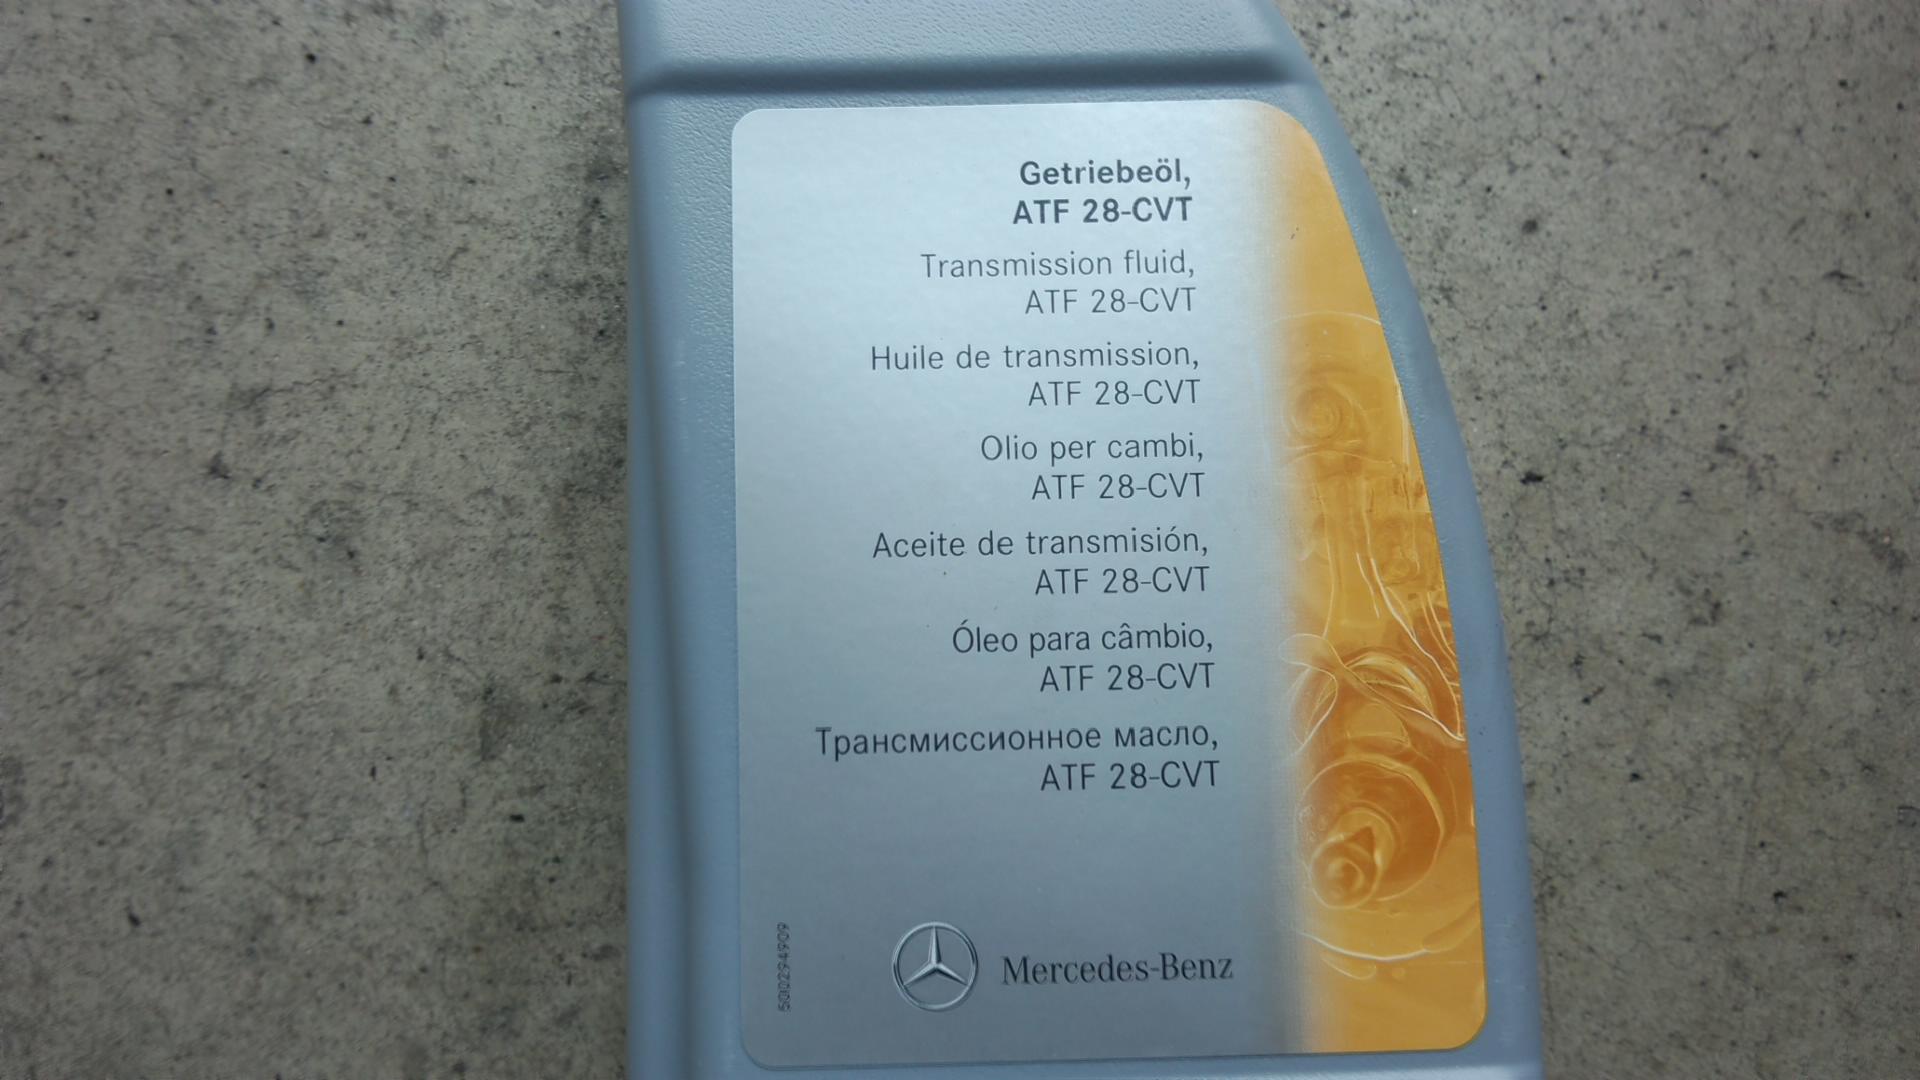 Getriebeöl,
ATF 28-CVT
Transmission fluid,
ATF 28-CVT
Huile de transmission,
ATF 28-CVT
Olio per cambi,
ATF 28-CVT
Aceite de transmisión,
ATF 28-CVT
Óleo para câmbio,
ATF 28-CVT
Трансмиссионное масло,
ATF 28-CVT
500294909
Mercedes-Benz